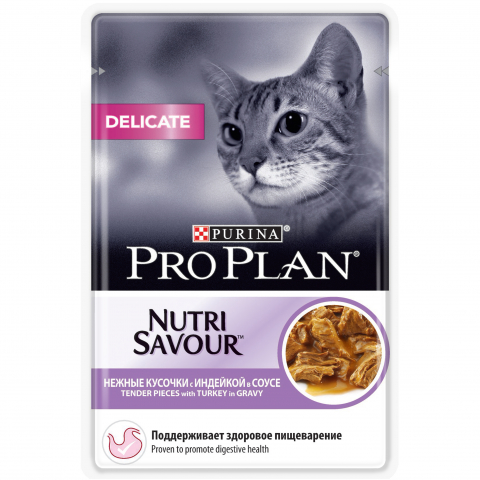 DELICATE
PURINA®
PRO PLAN®
NUTRI
SAVOUR™
НЕЖНЫЕ КУСОЧКИ с ИНДЕЙКОЙ в СОУСЕ
TENDER PIECES with TURKEY in GRAVY
Поддерживает здоровое пищеварение
Proven to promote digestive health